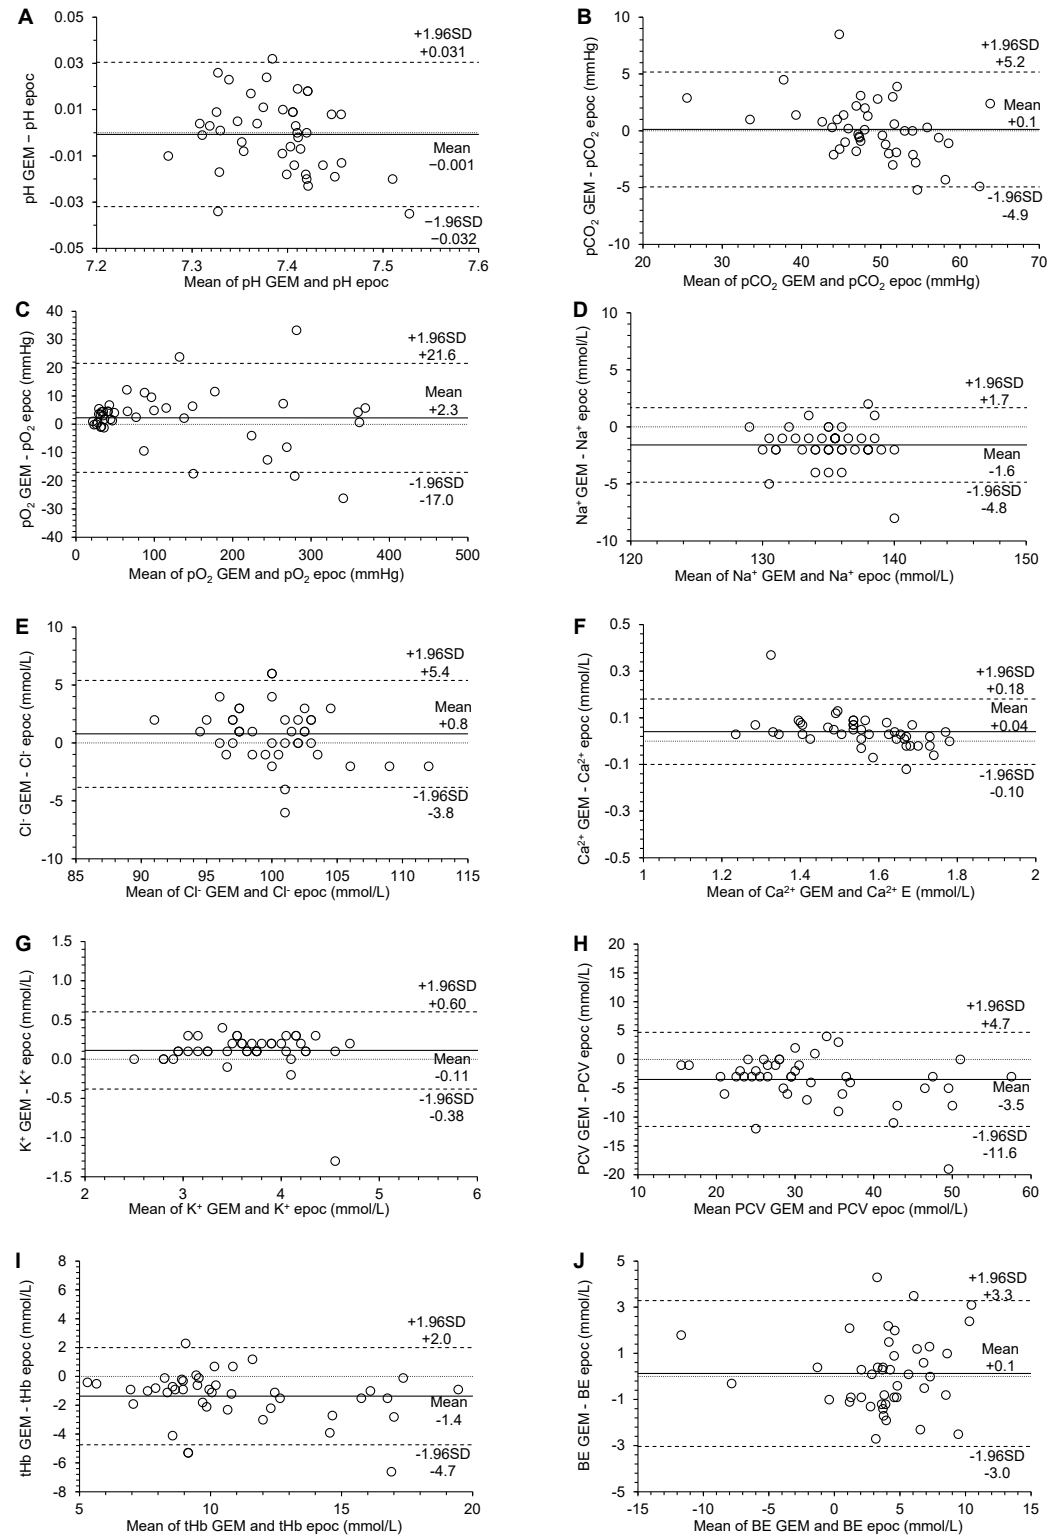 A
0.05
0.03
0.01
-0.01
-0.03
-0.05
7.2
7.3
7.4
7.5
7.6
pH GEM – pH epoc
Mean of pH GEM and pH epoc
+1.96SD
+0.031
Mean
−0.001
−1.96SD
−0.032
B
10
5
0
-5
-10
20
30
40
50
60
70
pCO₂ GEM - pCO₂ epoc (mmHg)
Mean of pCO₂ GEM and pCO₂ epoc (mmHg)
+1.96SD
+5.2
Mean
+0.1
-1.96SD
-4.9
C
40
30
20
10
0
-10
-20
-30
-40
0
100
200
300
400
500
pO₂ GEM - pO₂ epoc (mmHg)
Mean of pO₂ GEM and pO₂ epoc (mmHg)
+1.96SD
+21.6
Mean
+2.3
-1.96SD
-17.0
D
10
5
0
-5
-10
120
130
140
150
Na⁺ GEM - Na⁺ epoc (mmol/L)
Mean of Na⁺ GEM and Na⁺ epoc (mmol/L)
+1.96SD
+1.7
Mean
-1.6
-1.96SD
-4.8
E
10
5
0
-5
-10
85
90
95
100
105
110
115
Cl⁻ GEM - Cl⁻ epoc (mmol/L)
Mean of Cl⁻ GEM and Cl⁻ epoc (mmol/L)
+1.96SD
+5.4
Mean
+0.8
-1.96SD
-3.8
F
0.5
0.3
0.1
-0.1
-0.3
-0.5
1
1.2
1.4
1.6
1.8
2
Ca²⁺ GEM - Ca²⁺ epoc (mmol/L)
Mean of Ca²⁺ GEM and Ca²⁺ E (mmol/L)
+1.96SD
+0.18
Mean
+0.04
-1.96SD
-0.10
G
1.5
1.0
0.5
0.0
-0.5
-1.0
-1.5
2
3
4
5
6
K⁺ GEM - K⁺ epoc (mmol/L)
Mean of K⁺ GEM and K⁺ epoc (mmol/L)
+1.96SD
+0.60
Mean
-0.11
-1.96SD
-0.38
H
20
15
10
5
0
-5
-10
-15
-20
10
20
30
40
50
60
PCV GEM - PCV epoc (mmol/L)
Mean PCV GEM and PCV epoc (mmol/L)
+1.96SD
+4.7
Mean
-3.5
-1.96SD
-11.6
I
8
6
4
2
0
-2
-4
-6
-8
5
10
15
20
tHb GEM - tHb epoc (mmol/L)
Mean of tHb GEM and tHb epoc (mmol/L)
+1.96SD
+2.0
Mean
-1.4
-1.96SD
-4.7
J
5
3
1
-1
-3
-5
-15
-10
-5
0
5
10
15
BE GEM - BE epoc (mmol/L)
Mean of BE GEM and BE epoc (mmol/L)
+1.96SD
+3.3
Mean
+0.1
-1.96SD
-3.0